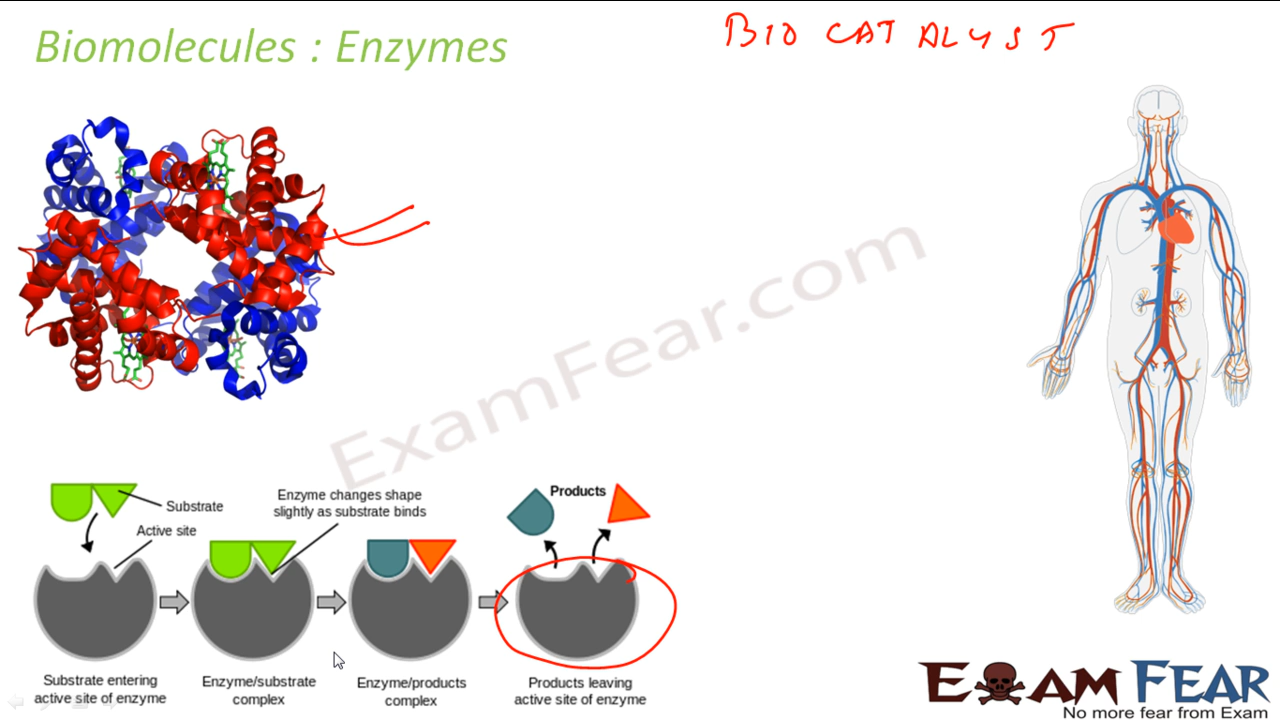 Biomolecules : Enzymes
BIO CATALYST
ExamFear.com
Substrate
Active site
Enzyme changes shape
slightly as substrate binds
Products
Substrate entering
active site of enzyme
Enzyme/substrate
complex
Enzyme/products
complex
Products leaving
active site of enzyme
EXAM FEAR
No more fear from Exam